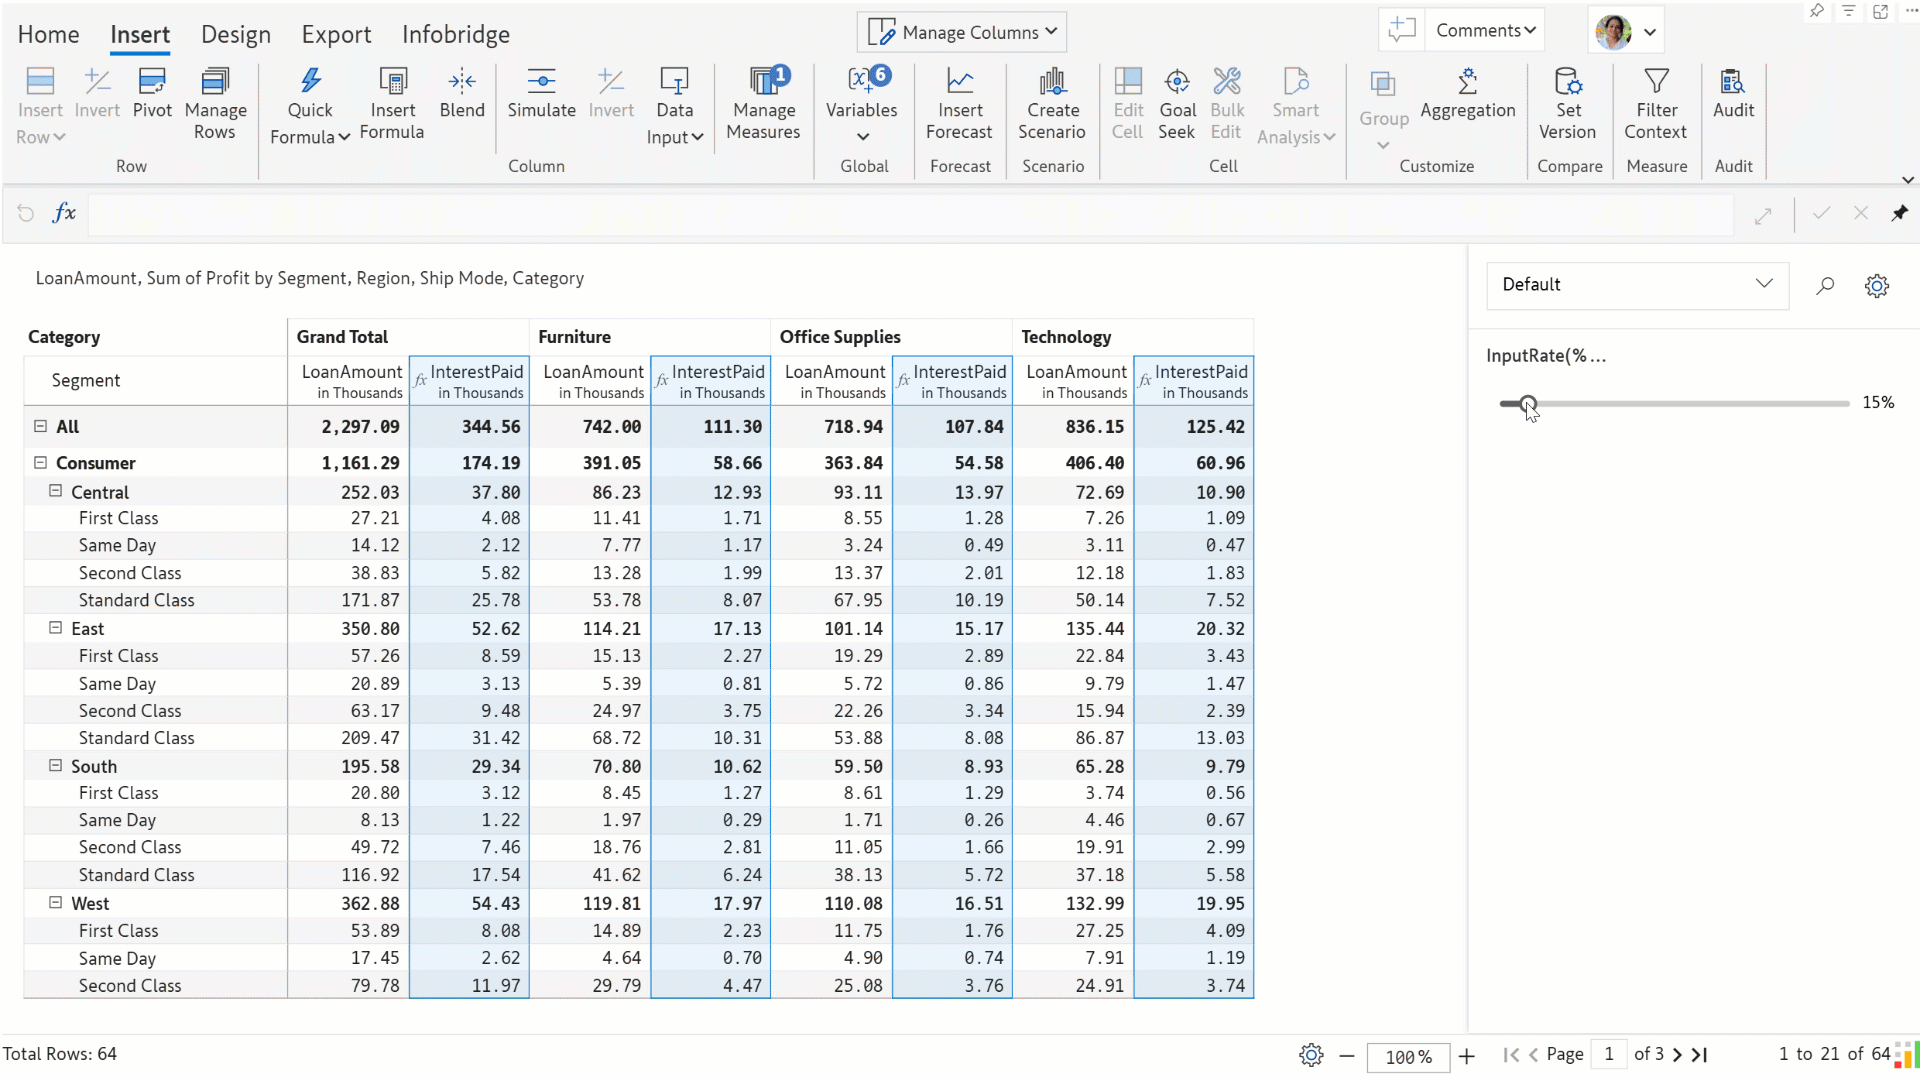 Home Insert Design Export Infobridge Manage Columns Comments
Insert Row Invert Pivot Manage Rows Quick Formula Insert Formula Blend Simulate Invert Data Input Manage Measures 1 Variables 6 Insert Forecast Create Scenario Edit Cell Goal Seek Bulk Edit Smart Analysis Group Aggregation Set Version Filter Context Audit
Row Column Global Forecast Scenario Cell Customize Compare Measure Audit
fx
LoanAmount, Sum of Profit by Segment, Region, Ship Mode, Category
Default
InputRate(% ...
15%
Category Grand Total Furniture Office Supplies Technology
Segment LoanAmount in Thousands fx InterestPaid in Thousands LoanAmount in Thousands fx InterestPaid in Thousands LoanAmount in Thousands fx InterestPaid in Thousands LoanAmount in Thousands fx InterestPaid in Thousands
All 2,297.09 344.56 742.00 111.30 718.94 107.84 836.15 125.42
Consumer 1,161.29 174.19 391.05 58.66 363.84 54.58 406.40 60.96
Central 252.03 37.80 86.23 12.93 93.11 13.97 72.69 10.90
First Class 27.21 4.08 11.41 1.71 8.55 1.28 7.26 1.09
Same Day 14.12 2.12 7.77 1.17 3.24 0.49 3.11 0.47
Second Class 38.83 5.82 13.28 1.99 13.37 2.01 12.18 1.83
Standard Class 171.87 25.78 53.78 8.07 67.95 10.19 50.14 7.52
East 350.80 52.62 114.21 17.13 101.14 15.17 135.44 20.32
First Class 57.26 8.59 15.13 2.27 19.29 2.89 22.84 3.43
Same Day 20.89 3.13 5.39 0.81 5.72 0.86 9.79 1.47
Second Class 63.17 9.48 24.97 3.75 22.26 3.34 15.94 2.39
Standard Class 209.47 31.42 68.72 10.31 53.88 8.08 86.87 13.03
South 195.58 29.34 70.80 10.62 59.50 8.93 65.28 9.79
First Class 20.80 3.12 8.45 1.27 8.61 1.29 3.74 0.56
Same Day 8.13 1.22 1.97 0.29 1.71 0.26 4.46 0.67
Second Class 49.72 7.46 18.76 2.81 11.05 1.66 19.91 2.99
Standard Class 116.92 17.54 41.62 6.24 38.13 5.72 37.18 5.58
West 362.88 54.43 119.81 17.97 110.08 16.51 132.99 19.95
First Class 53.89 8.08 14.89 2.23 11.75 1.76 27.25 4.09
Same Day 17.45 2.62 4.64 0.70 4.90 0.74 7.91 1.19
Second Class 79.78 11.97 29.79 4.47 25.08 3.76 24.91 3.74
Total Rows: 64 100% Page 1 of 3 1 to 21 of 64